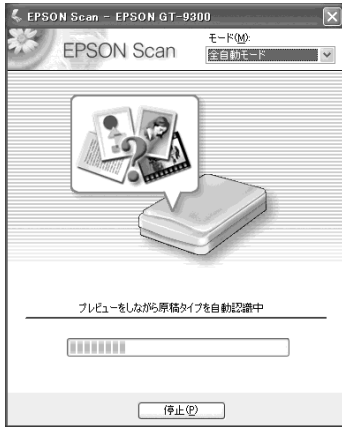 EPSON Scan - EPSON GT-9300
EPSON Scan
モード(M):
全自動モード
?
プレビューをしながら原稿タイプを自動認識中
停止(P)